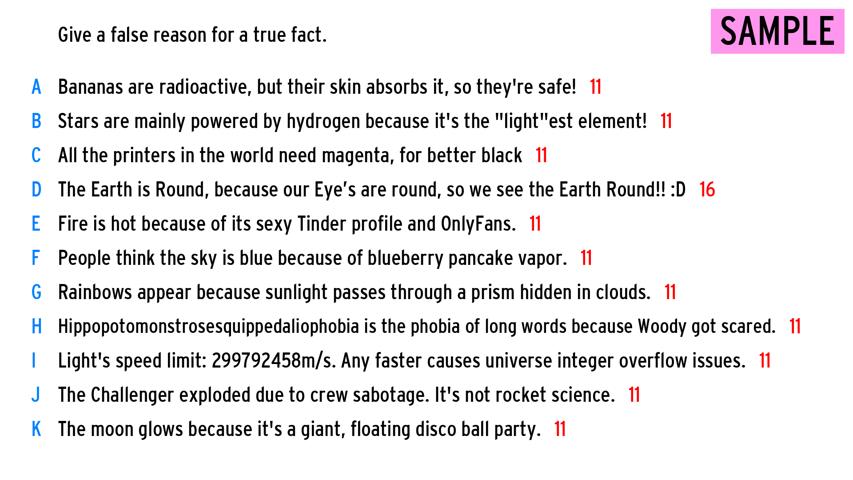 Give a false reason for a true fact.
SAMPLE
A Bananas are radioactive, but their skin absorbs it, so they're safe! 11
B Stars are mainly powered by hydrogen because it's the "light"est element! 11
C All the printers in the world need magenta, for better black 11
D The Earth is Round, because our Eye’s are round, so we see the Earth Round!! :D 16
E Fire is hot because of its sexy Tinder profile and OnlyFans. 11
F People think the sky is blue because of blueberry pancake vapor. 11
G Rainbows appear because sunlight passes through a prism hidden in clouds. 11
H Hippopotomonstrosesquippedaliophobia is the phobia of long words because Woody got scared. 11
I Light's speed limit: 299792458m/s. Any faster causes universe integer overflow issues. 11
J The Challenger exploded due to crew sabotage. It's not rocket science. 11
K The moon glows because it's a giant, floating disco ball party. 11